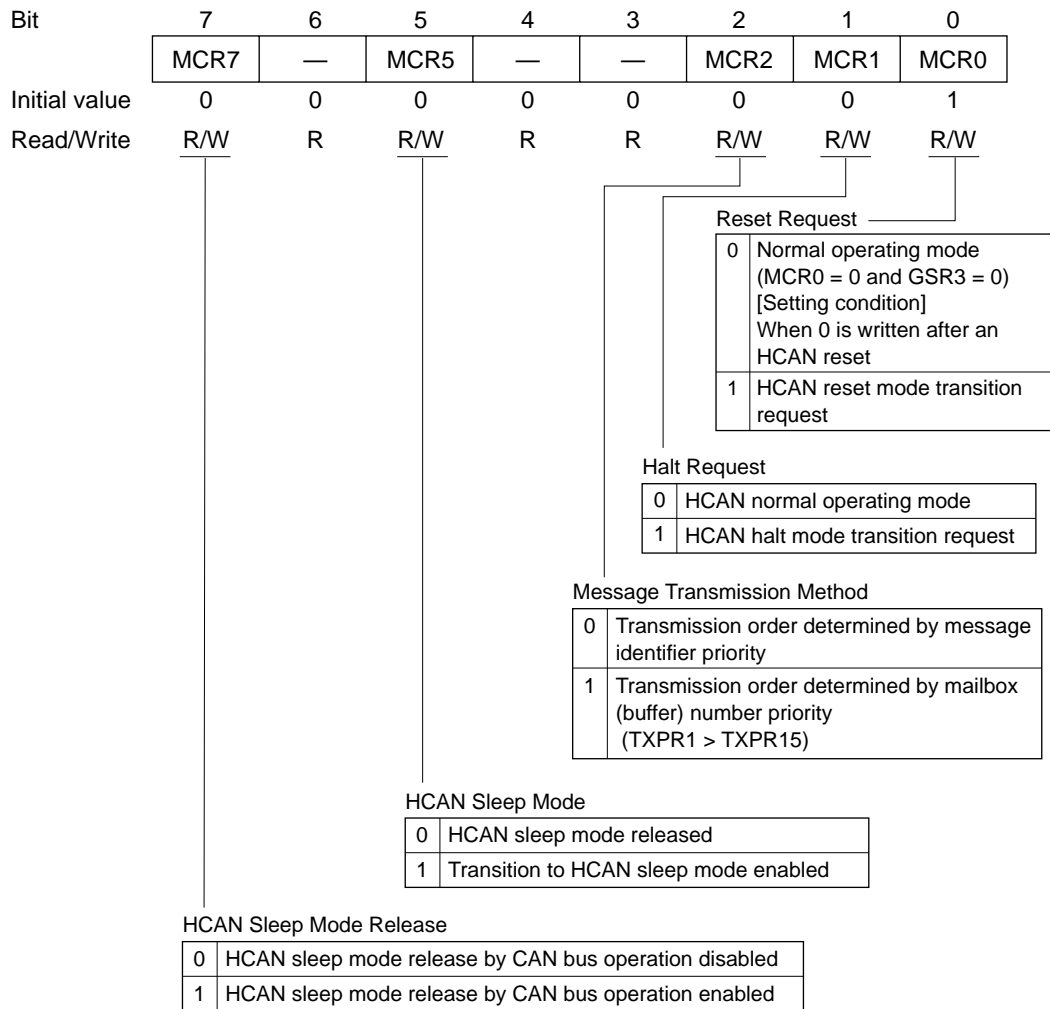 Bit 7 6 5 4 3 2 1 0
MCR7 — MCR5 — — MCR2 MCR1 MCR0
Initial value 0 0 0 0 0 0 0 1
Read/Write R/W R R/W R R R/W R/W R/W
Reset Request
0 Normal operating mode
(MCR0 = 0 and GSR3 = 0)
[Setting condition]
When 0 is written after an
HCAN reset
1 HCAN reset mode transition
request
Halt Request
0 HCAN normal operating mode
1 HCAN halt mode transition request
Message Transmission Method
0 Transmission order determined by message
identifier priority
1 Transmission order determined by mailbox
(buffer) number priority
(TXPR1 > TXPR15)
HCAN Sleep Mode
0 HCAN sleep mode released
1 Transition to HCAN sleep mode enabled
HCAN Sleep Mode Release
0 HCAN sleep mode release by CAN bus operation disabled
1 HCAN sleep mode release by CAN bus operation enabled